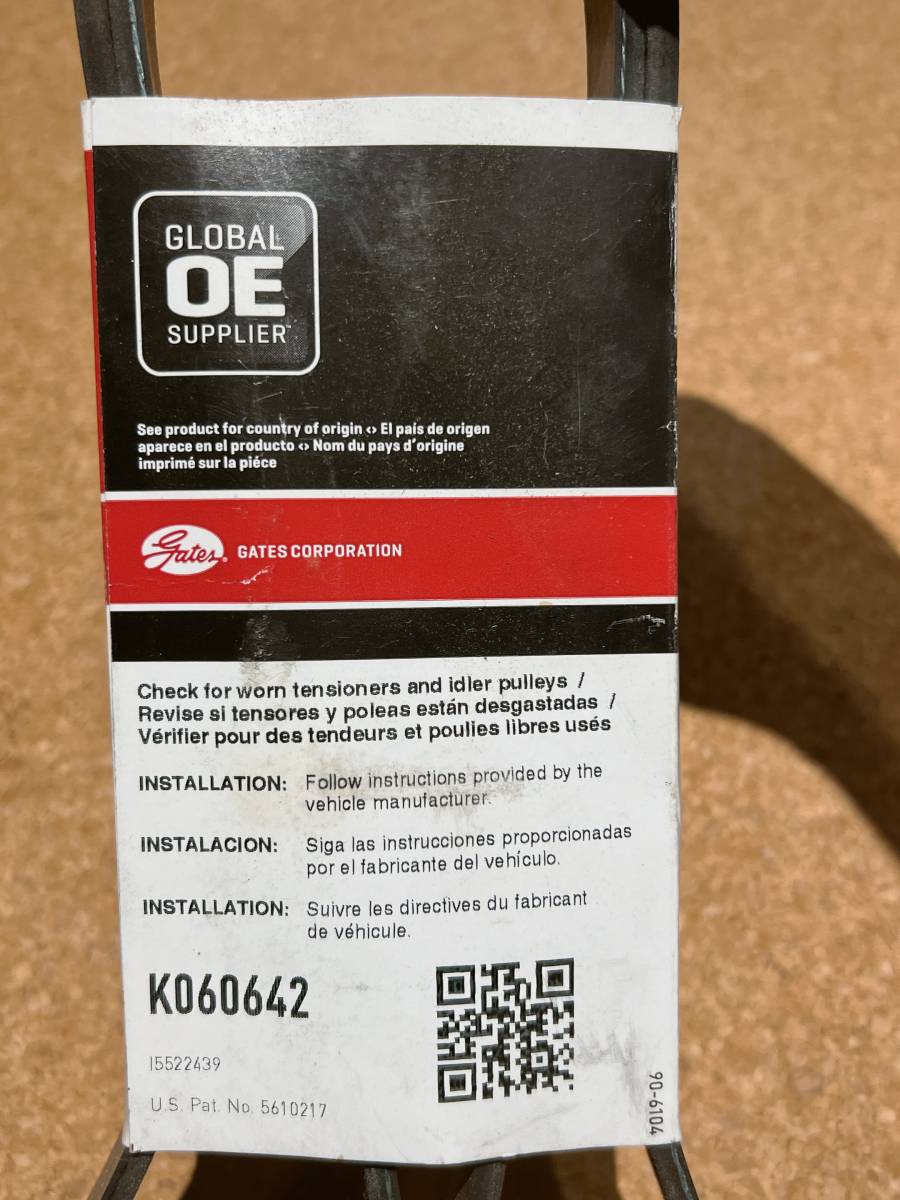 GLOBAL
OE
SUPPLIER™
See product for country of origin <> El país de origen
aparece en el producto <> Nom du pays d'origine
imprimé sur la piéce
Gates® GATES CORPORATION
Check for worn tensioners and idler pulleys /
Revise si tensores y poleas están desgastadas /
Vérifier pour des tendeurs et poulies libres usés
INSTALLATION: Follow instructions provided by the
vehicle manufacturer.
INSTALACION: Siga las instrucciones proporcionadas
por el fabricante del vehículo.
INSTALLATION: Suivre les directives du fabricant
de véhicule.
K060642
15522439
U.S. Pat. No. 5610217
90-6104